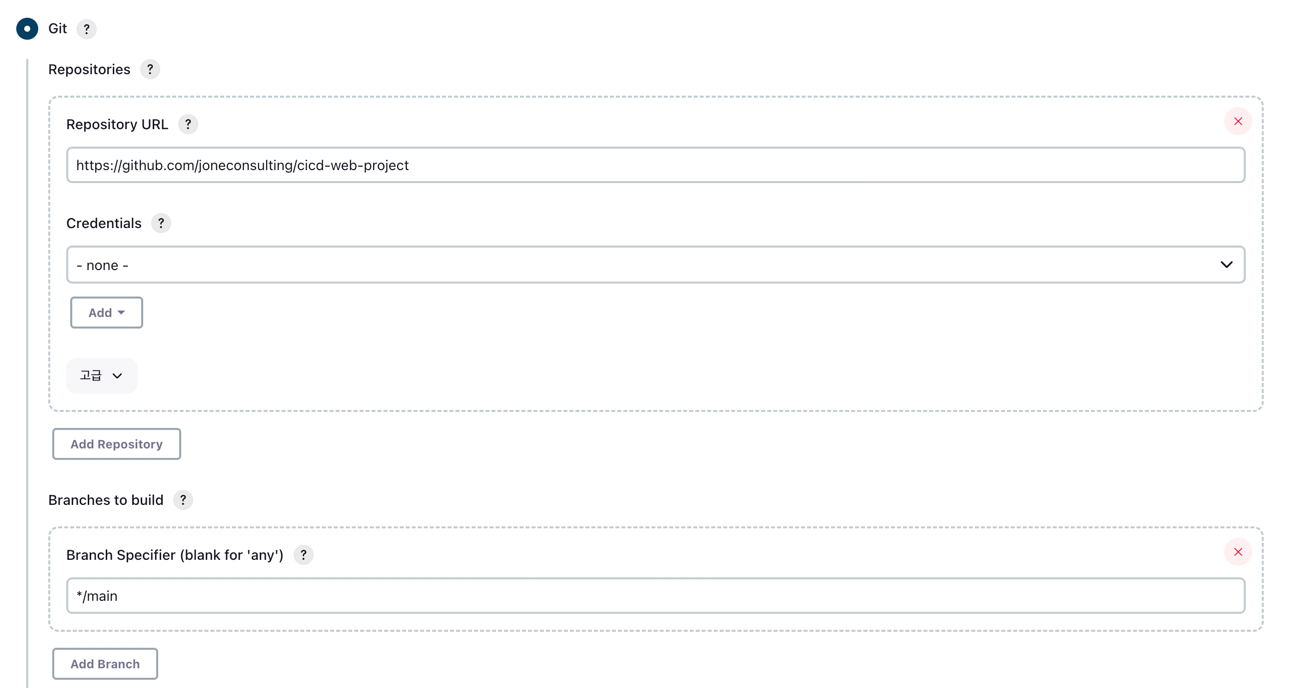 Git ?
Repositories ?
Repository URL ?
https://github.com/joneconsulting/cicd-web-project
Credentials ?
- none -
Add
고급
Add Repository
Branches to build ?
Branch Specifier (blank for 'any') ?
*/main
Add Branch